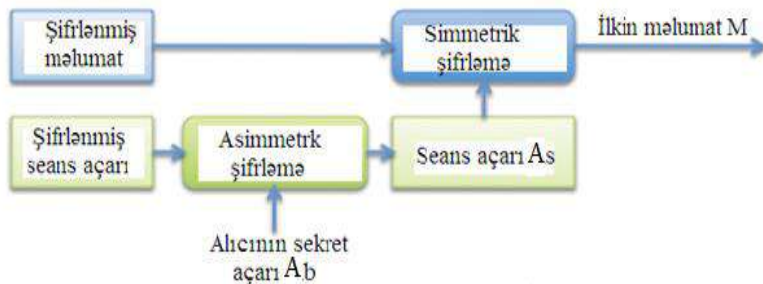 Şifrlənmiş
məlumat
Simmetrik
şifrləmə
İlkin məlumat M
Şifrlənmiş
seans açarı
Asimmetrk
şifrləmə
Seans açarı As
Alıcının sekret
açarı Ab